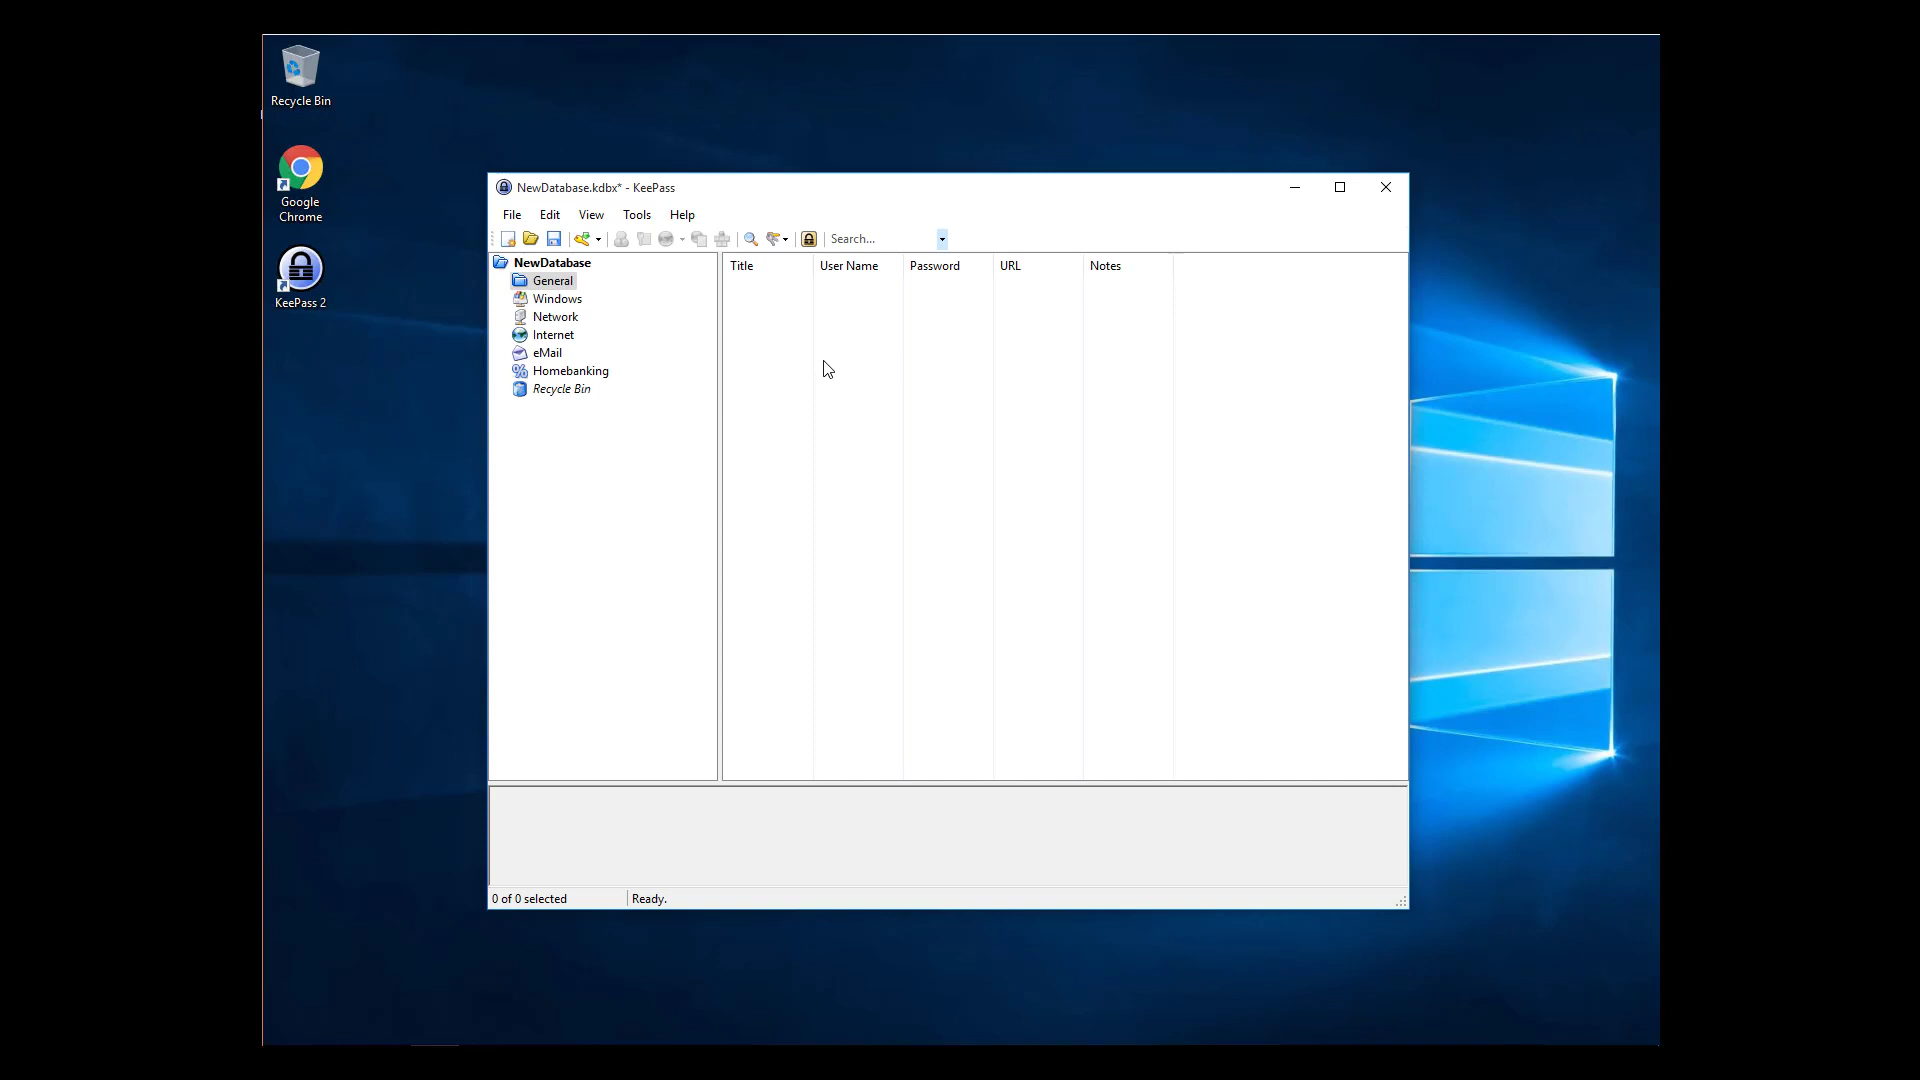 Recycle Bin
Google
Chrome
KeePass 2
NewDatabase.kdbx* - KeePass
File Edit View Tools Help
Search...
NewDatabase
General
Windows
Network
Internet
eMail
Homebanking
Recycle Bin
Title User Name Password URL Notes
0 of 0 selected Ready.